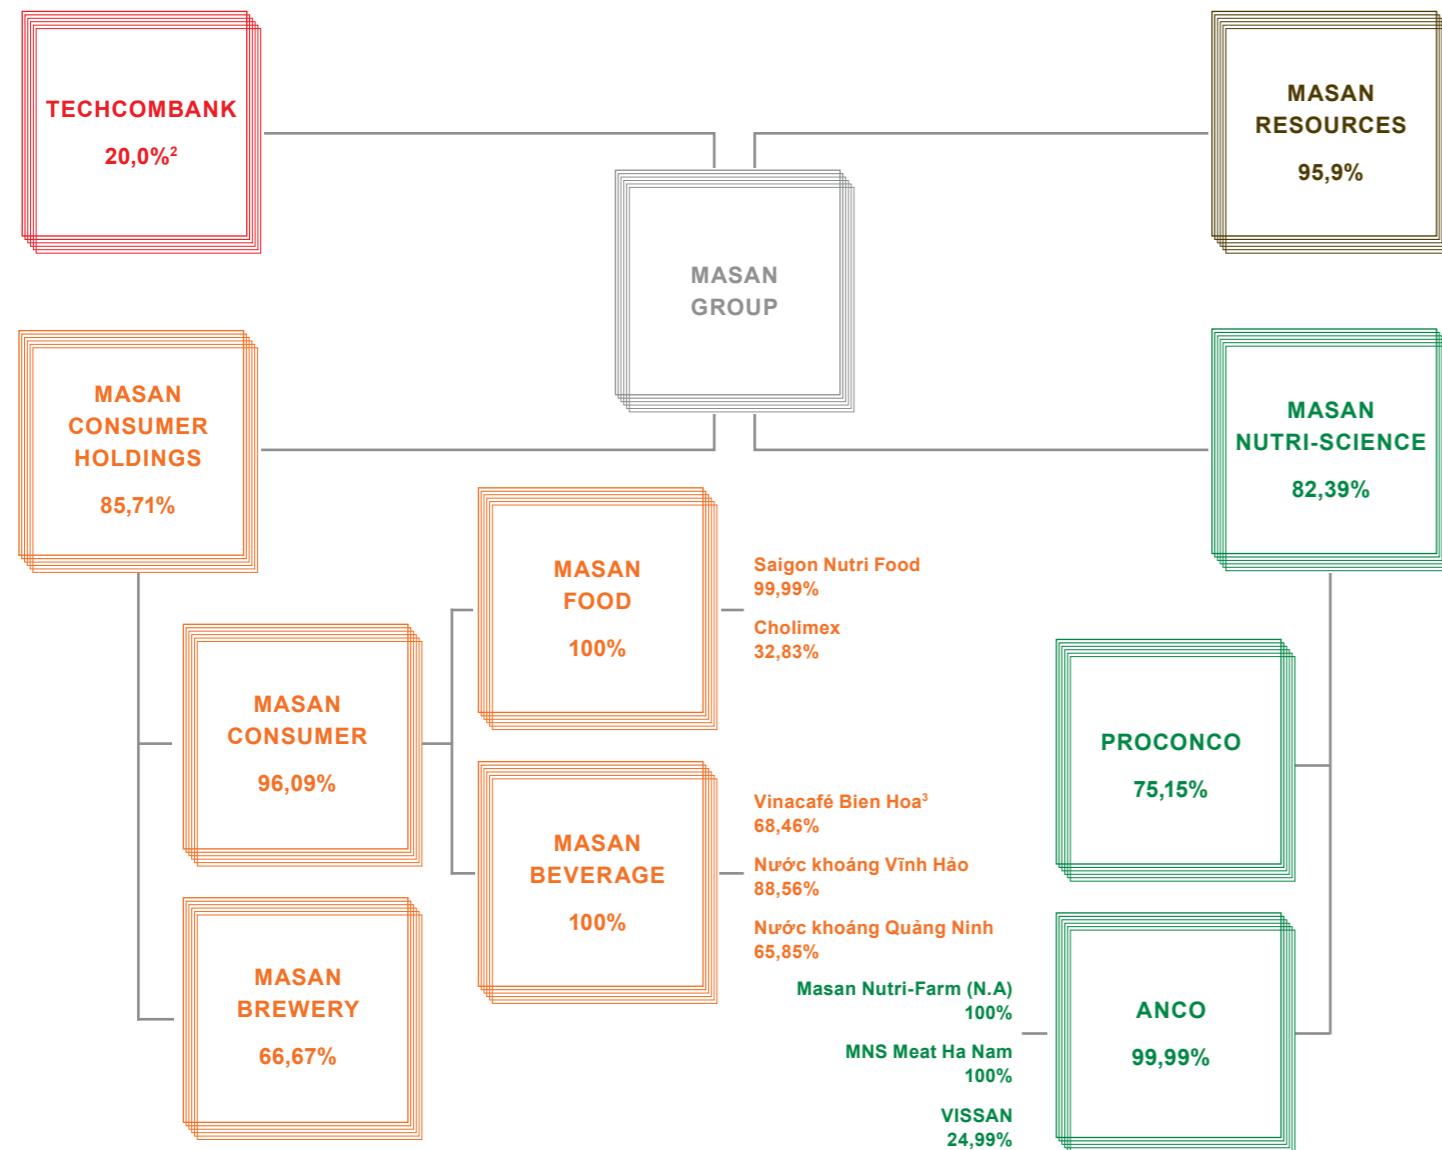 TECHCOMBANK
20,0%²
MASAN
RESOURCES
95,9%
MASAN
GROUP
MASAN
CONSUMER
HOLDINGS
85,71%
MASAN
NUTRI-SCIENCE
82,39%
MASAN
FOOD
100%
Saigon Nutri Food
99,99%
Cholimex
32,83%
MASAN
CONSUMER
96,09%
PROCONCO
75,15%
MASAN
BEVERAGE
100%
Vinacafé Bien Hoa³
68,46%
Nước khoáng Vĩnh Hảo
88,56%
Nước khoáng Quảng Ninh
65,85%
MASAN
BREWERY
66,67%
Masan Nutri-Farm (N.A)
100%
MNS Meat Ha Nam
100%
VISSAN
24,99%
ANCO
99,99%